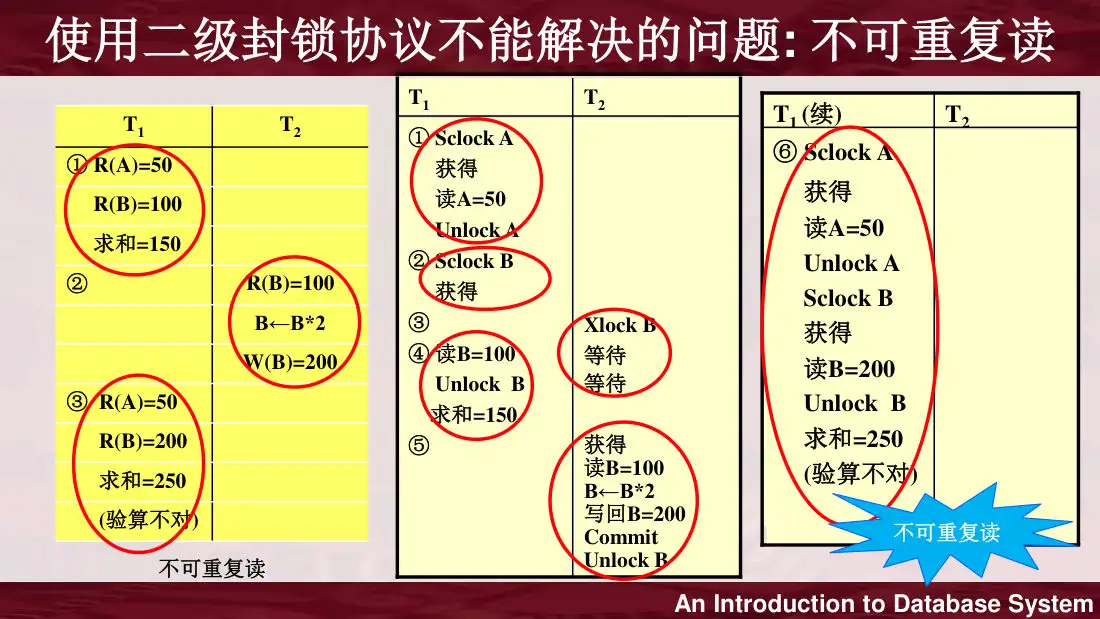 使用二级封锁协议不能解决的问题: 不可重复读
T1
T2
① R(A)=50
R(B)=100
求和=150
②
R(B)=100
B←B*2
W(B)=200
③ R(A)=50
R(B)=200
求和=250
(验算不对)
不可重复读
T1
T2
① Sclock A
获得
读A=50
Unlock A
② Sclock B
获得
③
Xlock B
④ 读B=100
等待
Unlock B
等待
求和=150
⑤
获得
读B=100
B←B*2
写回B=200
Commit
Unlock B
T1 (续)
T2
⑥ Sclock A
获得
读A=50
Unlock A
Sclock B
获得
读B=200
Unlock B
求和=250
(验算不对)
不可重复读
An Introduction to Database System